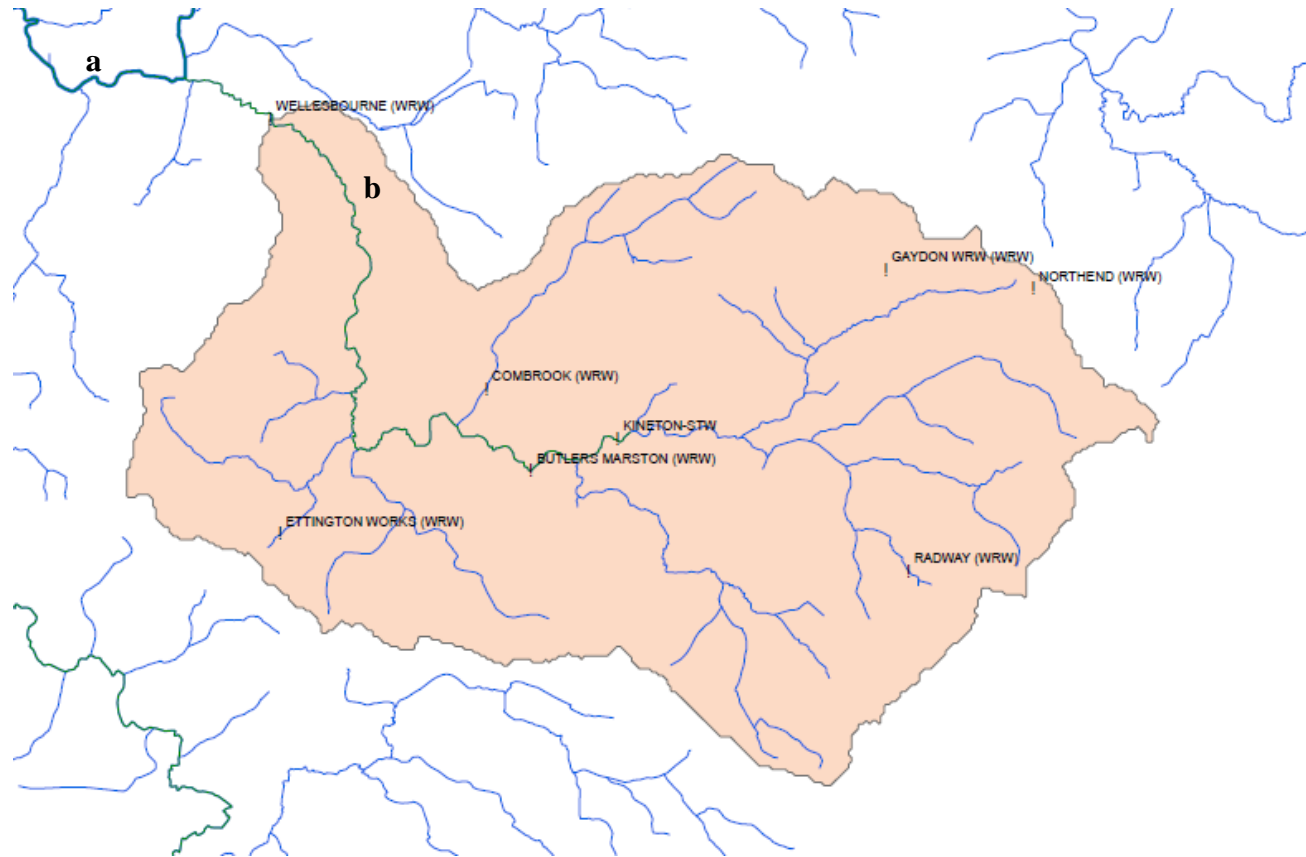 a
WELLESBOURNE (WRW)
b
GAYDON WRW (WRW)
NORTHEND (WRW)
COMBROOK (WRW)
KINETON-STW
BUTLERS MARSTON (WRW)
ETTINGTON WORKS (WRW)
RADWAY (WRW)